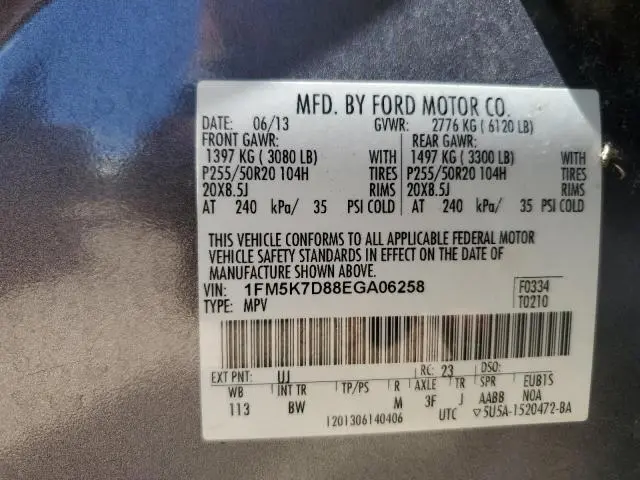 MFD. BY FORD MOTOR CO.
DATE: 06/13 GVWR: 2776 KG ( 6120 LB)
FRONT GAWR: REAR GAWR:
1397 KG ( 3080 LB) WITH 1497 KG ( 3300 LB) WITH
P255/50R20 104H TIRES P255/50R20 104H TIRES
20X8.5J RIMS 20X8.5J RIMS
AT 240 kPa/ 35 PSI COLD AT 240 kPa/ 35 PSI COLD
THIS VEHICLE CONFORMS TO ALL APPLICABLE FEDERAL MOTOR
VEHICLE SAFETY STANDARDS IN EFFECT ON THE DATE OF
MANUFACTURE SHOWN ABOVE.
VIN: 1FM5K7D88EGA06258 F0334
TYPE: MPV T0210
EXT PNT: UJ RC: 23 DSO:
WB INT TR TP/PS R AXLE TR SPR EUB1S
113 BW M 3F J AABB NOA
1201306140406 UTC ▽5U5A-1520472-BA